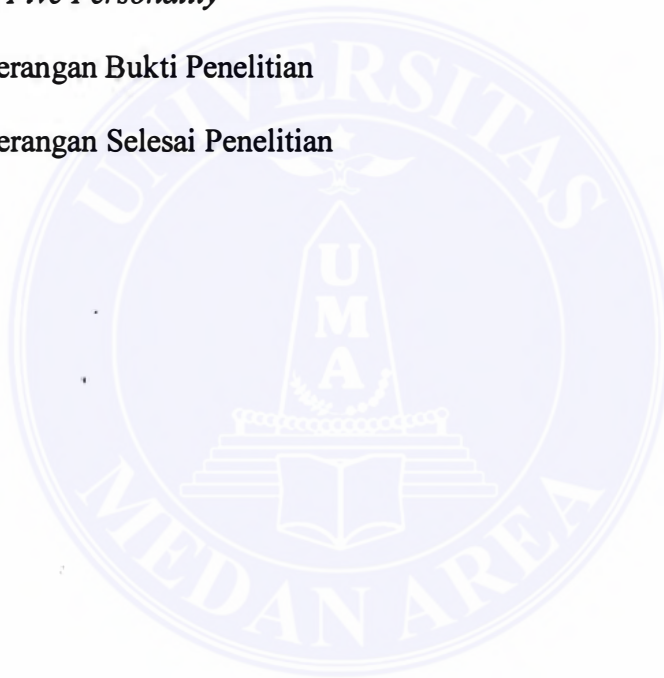 Five Personality
erangan Bukti Penelitian
erangan Selesai Penelitian
UNIVERSITAS
UMA
MEDAN AREA